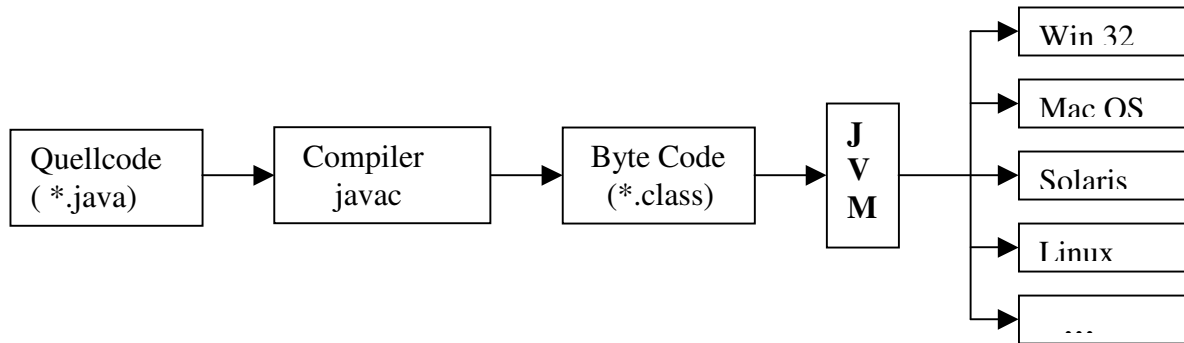 Quellcode
( *.java)
Compiler
javac
Byte Code
(*.class)
J
V
M
Win 32
Mac OS
Solaris
Linux
...